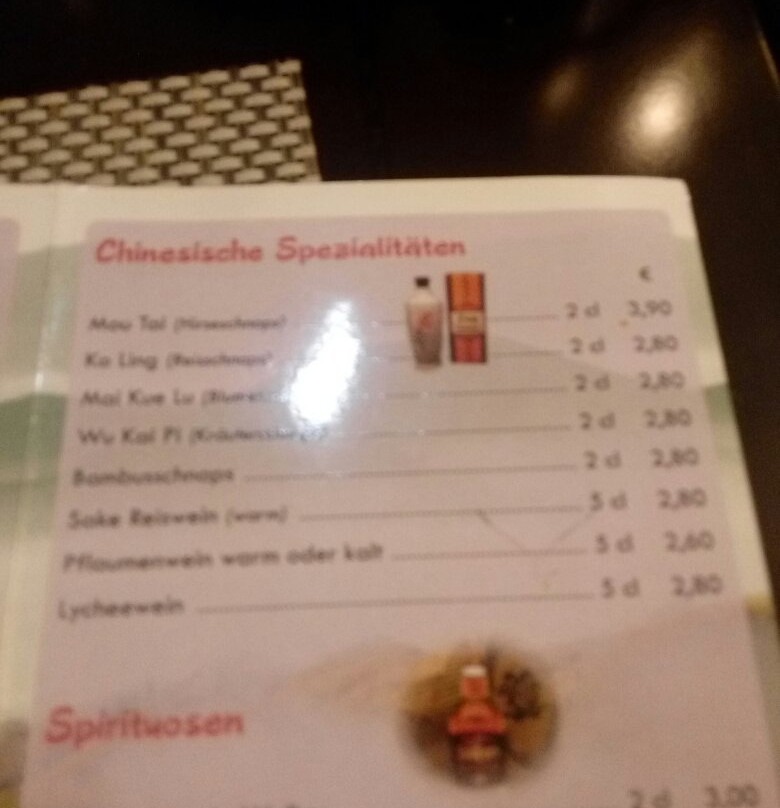 Chinesische Spezialitäten
€
Mou Tai (Hirseschnaps) 2 cl 3,90
Ko Ling (Reisschnaps) 2 cl 2,80
Mai Kue Lu 2 cl 2,80
Wu Kai Pi 2 cl 2,80
Bambusschnaps 2 cl 2,80
Sake Reiswein (warm) 5 cl 2,80
Pflaumenwein warm oder kalt 5 cl 2,60
Lycheewein 5 cl 2,80
Spirituosen
2 cl 3,00